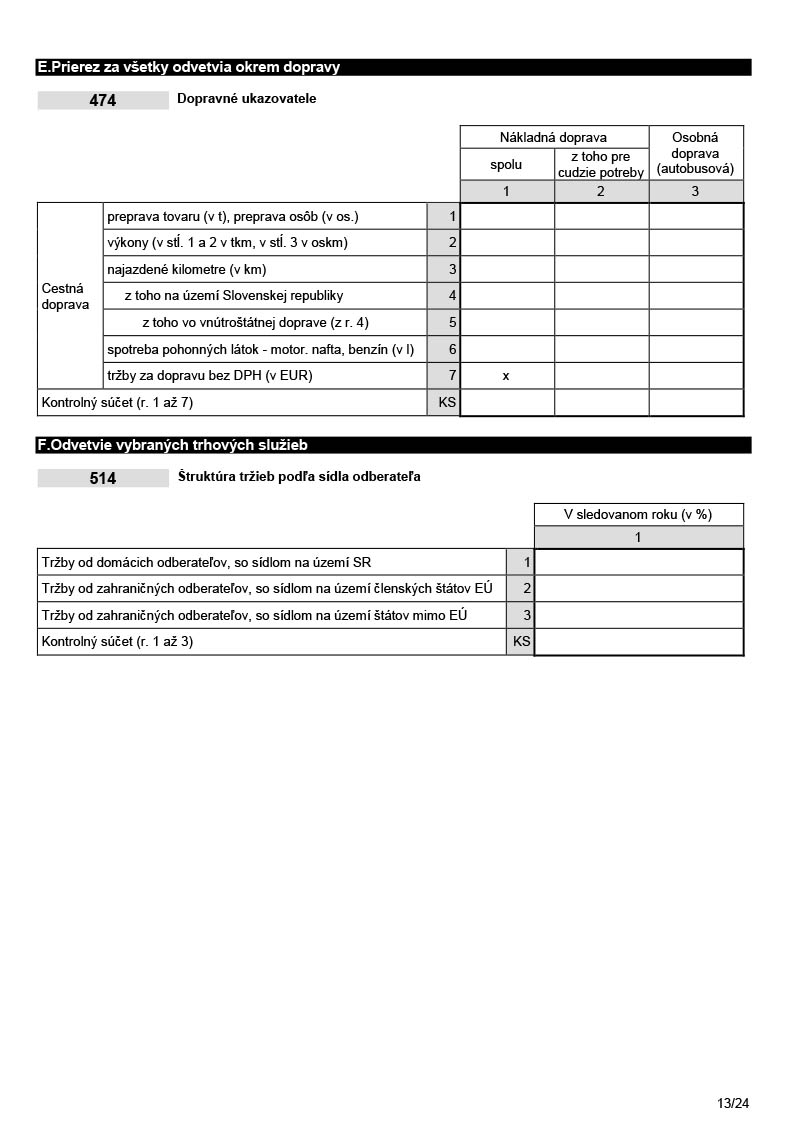 E.Prierez za všetky odvetvia okrem dopravy
474 Dopravné ukazovatele
Nákladná doprava Osobná doprava (autobusová)
spolu z toho pre cudzie potreby
1 2 3
Cestná doprava
preprava tovaru (v t), preprava osôb (v os.) 1
výkony (v stĺ. 1 a 2 v tkm, v stĺ. 3 v oskm) 2
najazdené kilometre (v km) 3
z toho na území Slovenskej republiky 4
z toho vo vnútroštátnej doprave (z r. 4) 5
spotreba pohonných látok - motor. nafta, benzín (v l) 6
tržby za dopravu bez DPH (v EUR) 7 x
Kontrolný súčet (r. 1 až 7) KS
F.Odvetvie vybraných trhových služieb
514 Štruktúra tržieb podľa sídla odberateľa
V sledovanom roku (v %)
1
Tržby od domácich odberateľov, so sídlom na území SR 1
Tržby od zahraničných odberateľov, so sídlom na území členských štátov EÚ 2
Tržby od zahraničných odberateľov, so sídlom na území štátov mimo EÚ 3
Kontrolný súčet (r. 1 až 3) KS
13/24